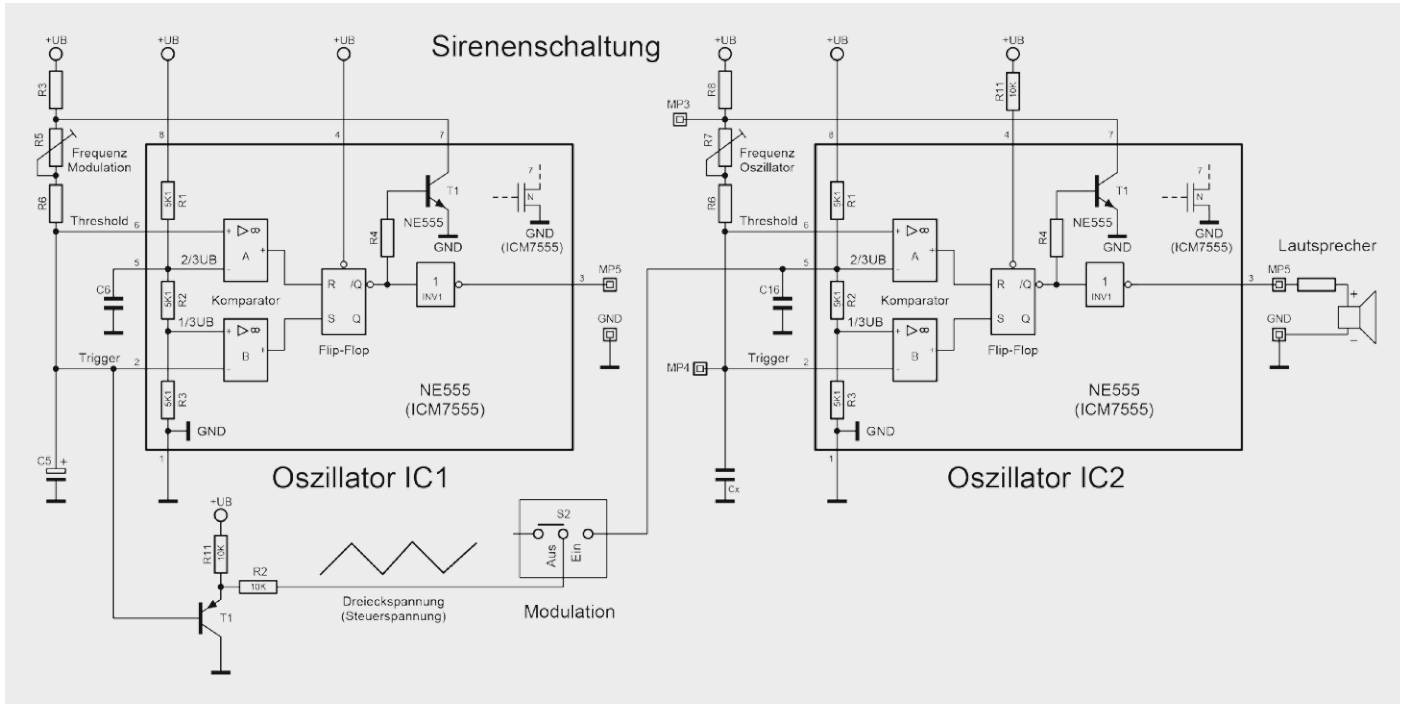 Sirenenschaltung
+UB
+UB
+UB
R3
R5
Frequenz
Modulation
R6
8
4
7
5K1
R1
T1
7
N
NE555
GND
GND
(ICM7555)
R4
Threshold
6
+
▷∞
A
+
-
5
2/3UB
C6
5K1
R2
Komparator
R
/Q
S
Q
Flip-Flop
1
INV1
3
MP5
GND
1/3UB
+
▷∞
B
+
-
Trigger
2
5K1
R3
GND
1
NE555
(ICM7555)
C5
+
Oszillator IC1
+UB
R11
10K
R2
10K
T1
Dreieckspannung
(Steuerspannung)
S2
Aus
Ein
Modulation
+UB
+UB
+UB
R8
MP3
R7
Frequenz
Oszillator
R6
R11
10K
8
4
7
5K1
R1
T1
7
N
NE555
GND
GND
(ICM7555)
R4
Threshold
6
+
▷∞
A
+
-
5
2/3UB
C16
5K1
R2
Komparator
R
/Q
S
Q
Flip-Flop
1
INV1
3
MP5
Lautsprecher
+
−
GND
1/3UB
+
▷∞
B
+
-
MP4
Trigger
2
5K1
R3
GND
1
NE555
(ICM7555)
Cx
Oszillator IC2